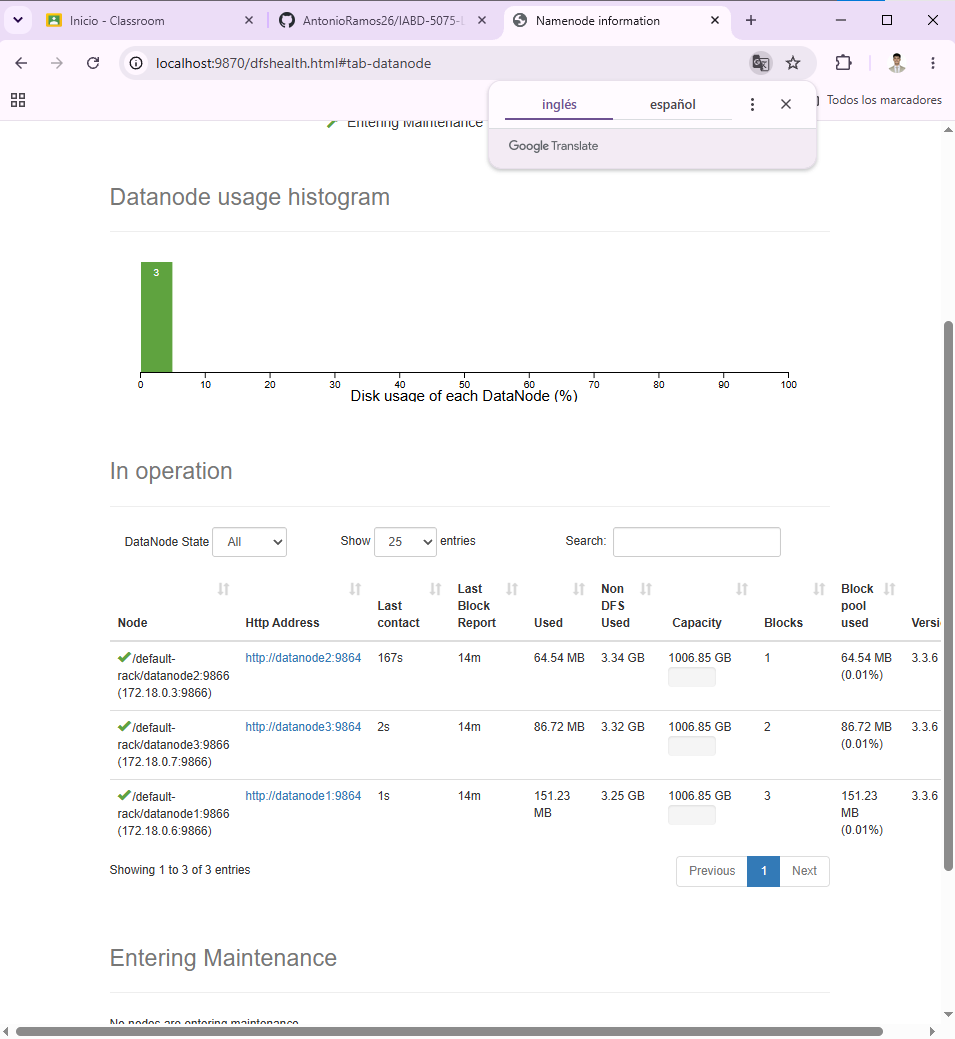 Inicio - Classroom
AntonioRamos26/IABD-5075-
Namenode information
localhost:9870/dfshealth.html#tab-datanode
Todos los marcadores
inglés español
Google Translate
Entering Maintenance
Datanode usage histogram
3
0 10 20 30 40 50 60 70 80 90 100
Disk usage of each DataNode (%)
In operation
DataNode State All Show 25 entries Search:
Node Http Address Last contact Last Block Report Used Non DFS Used Capacity Blocks Block pool used Versi
/default-rack/datanode2:9866 (172.18.0.3:9866) http://datanode2:9864 167s 14m 64.54 MB 3.34 GB 1006.85 GB 1 64.54 MB (0.01%) 3.3.6
/default-rack/datanode3:9866 (172.18.0.7:9866) http://datanode3:9864 2s 14m 86.72 MB 3.32 GB 1006.85 GB 2 86.72 MB (0.01%) 3.3.6
/default-rack/datanode1:9866 (172.18.0.6:9866) http://datanode1:9864 1s 14m 151.23 MB 3.25 GB 1006.85 GB 3 151.23 MB (0.01%) 3.3.6
Showing 1 to 3 of 3 entries
Previous 1 Next
Entering Maintenance
No nodes are entering maintenance.